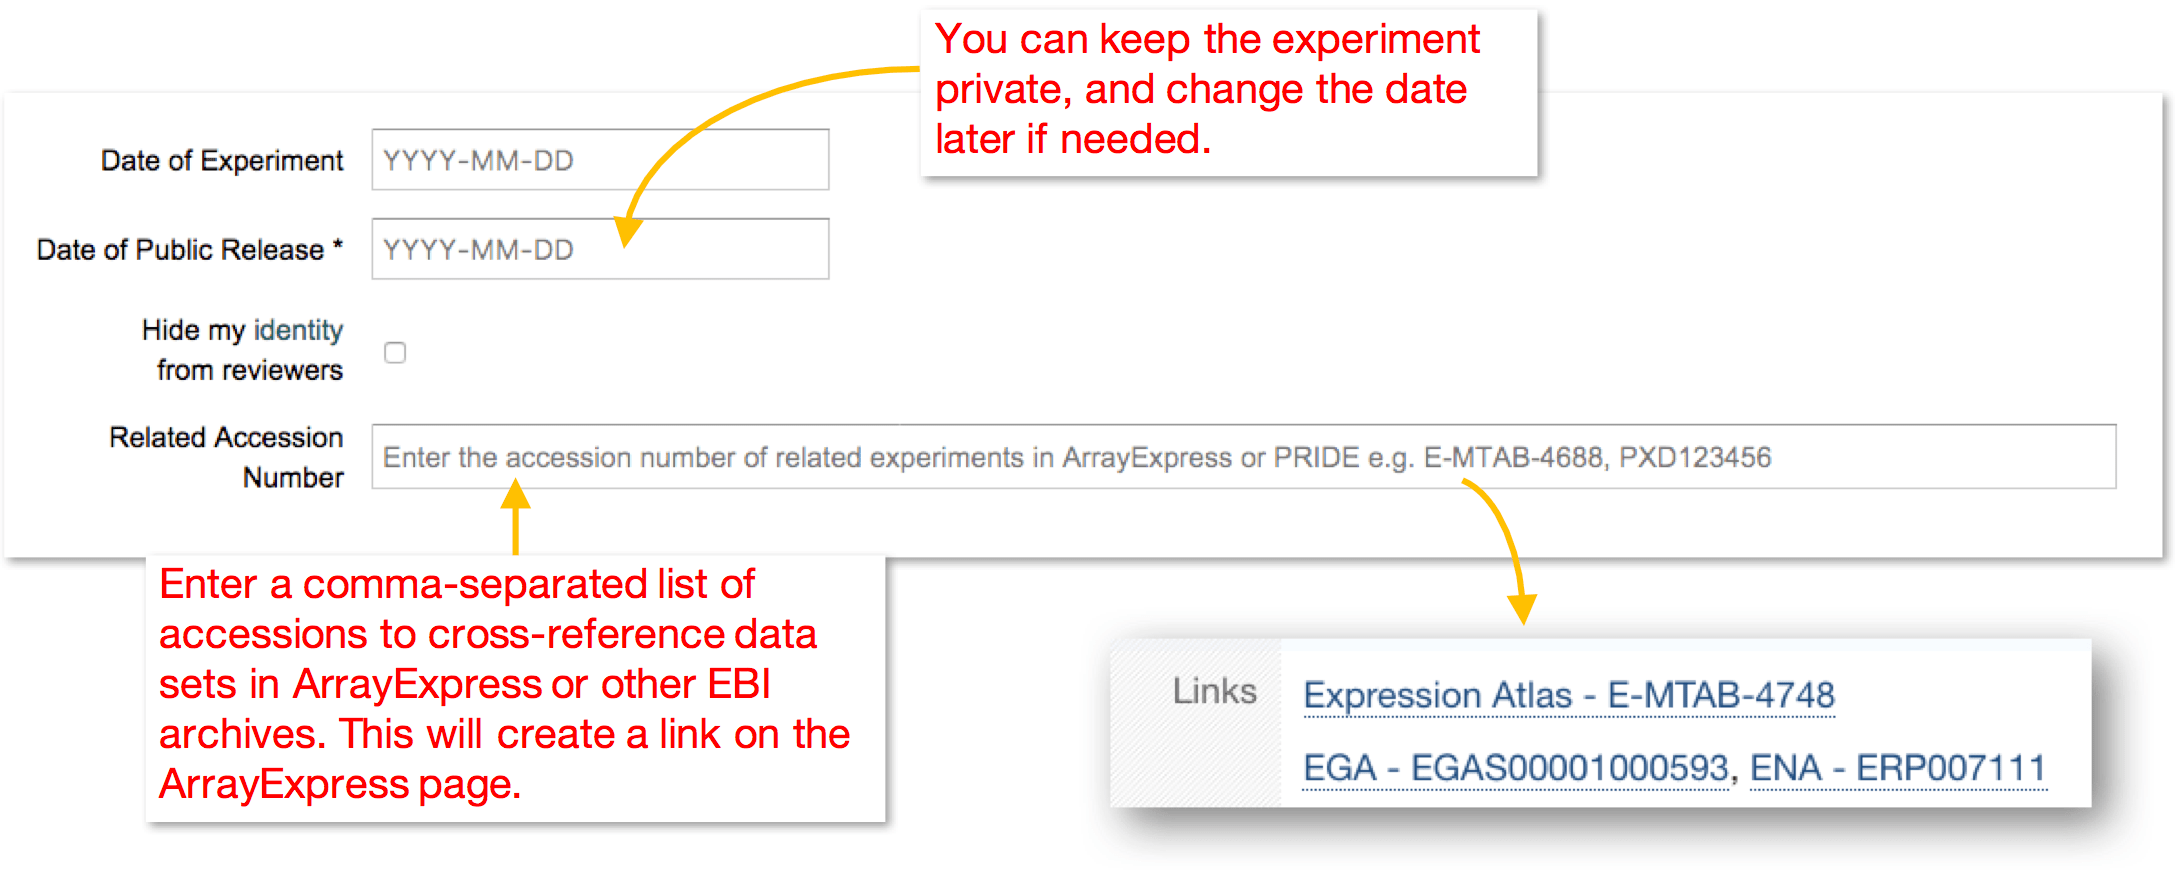 You can keep the experiment
private, and change the date
later if needed.
Date of Experiment
YYYY-MM-DD
Date of Public Release *
YYYY-MM-DD
Hide my identity
from reviewers
Related Accession
Number
Enter the accession number of related experiments in ArrayExpress or PRIDE e.g. E-MTAB-4688, PXD123456
Enter a comma-separated list of
accessions to cross-reference data
sets in ArrayExpress or other EBI
archives. This will create a link on the
ArrayExpress page.
Links
Expression Atlas - E-MTAB-4748
EGA - EGAS00001000593, ENA - ERP007111